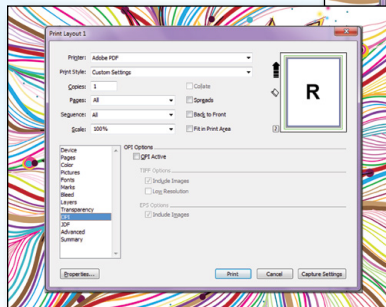 Print Layout 1
Printer: Adobe PDF
Print Style: Custom Settings
Copies: 1
Collate
Pages: All
Spreads
Sequence: All
Back to Front
Scale: 100%
Fit in Print Area
R
Device
Pages
Color
Pictures
Fonts
Marks
Bleed
Layers
Transparency
OPI
JDF
Advanced
Summary
OPI Options
OPI Active
TIFF Options
Include Images
Low Resolution
EPS Options
Include Images
Properties...
Print
Cancel
Capture Settings